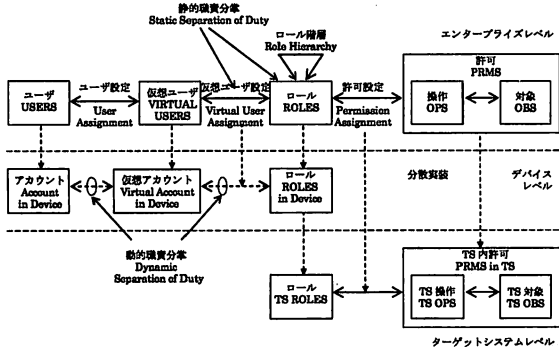 静的職責分掌
Static Separation of Duty
ロール階層
Role Hierarchy
エンタープライズレベル
許可
PRMS
ユーザ
USERS
ユーザ設定
User
Assignment
仮想ユーザ
VIRTUAL
USERS
仮想ユーザ設定
Virtual User
Assignment
ロール
ROLES
許可設定
Permission
Assignment
操作
OPS
対象
OBS
アカウント
Account
in Device
仮想アカウント
Virtual Account
in Device
ロール
ROLES
in Device
分散実装
デバイス
レベル
動的職責分掌
Dynamic
Separation of Duty
ロール
TS ROLES
TS 内許可
PRMS in TS
TS 操作
TS OPS
TS 対象
TS OBS
ターゲットシステムレベル